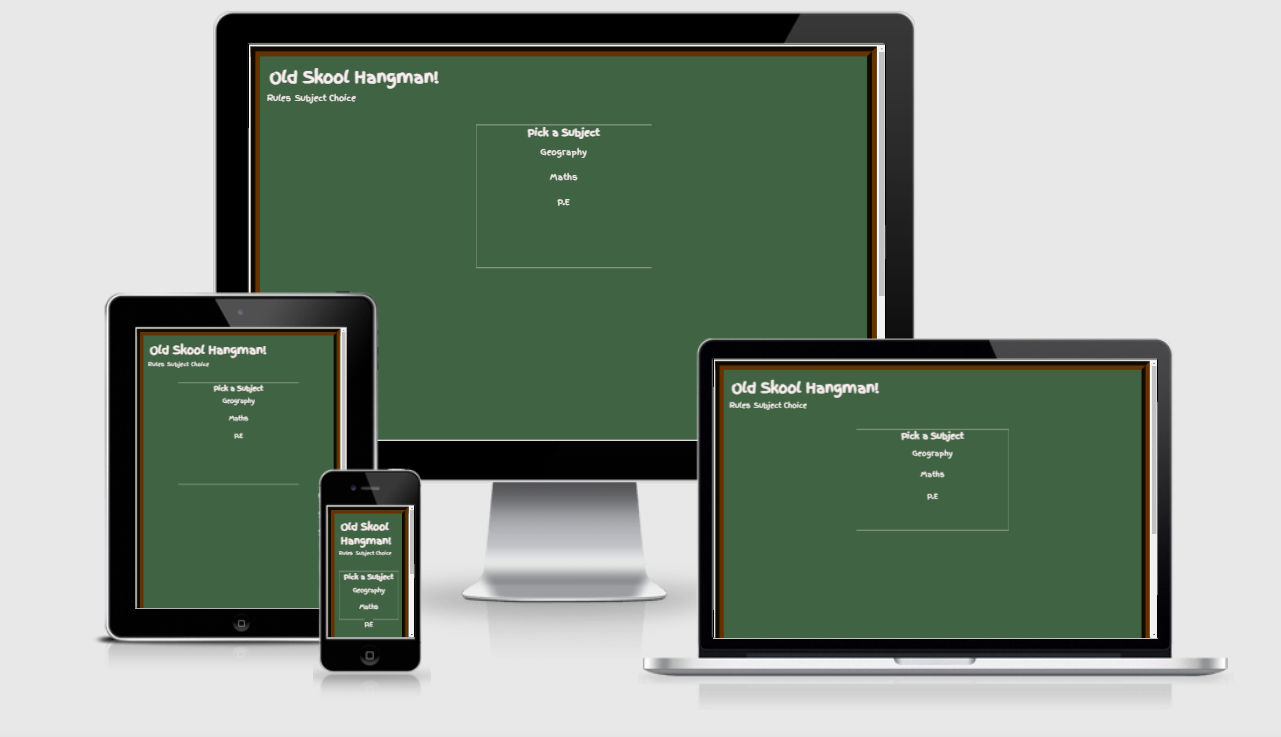 Old Skool Hangman!
Rules Subject Choice
Pick a Subject
Geography
Maths
P.E
Old Skool Hangman!
Rules Subject Choice
Pick a Subject
Geography
Maths
P.E
Old Skool
Hangman!
Rules Subject Choice
Pick a Subject
Geography
Maths
P.E
Old Skool Hangman!
Rules Subject Choice
Pick a Subject
Geography
Maths
P.E